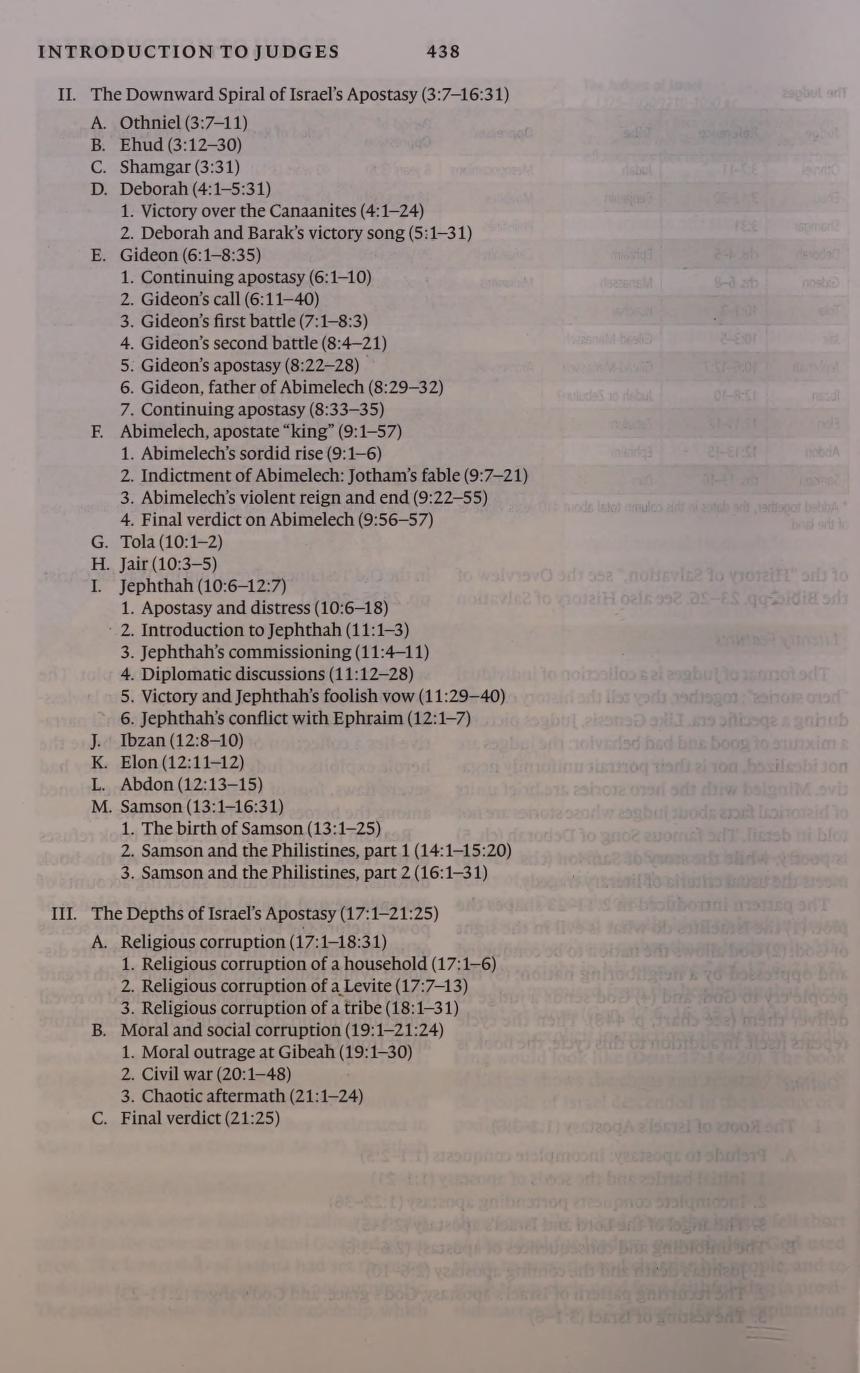 INTRODUCTION TO JUDGES 438
II. The Downward Spiral of Israel's Apostasy (3:7–16:31)
A. Othniel (3:7–11)
B. Ehud (3:12–30)
C. Shamgar (3:31)
D. Deborah (4:1–5:31)
1. Victory over the Canaanites (4:1–24)
2. Deborah and Barak's victory song (5:1–31)
E. Gideon (6:1–8:35)
1. Continuing apostasy (6:1–10)
2. Gideon's call (6:11–40)
3. Gideon's first battle (7:1–8:3)
4. Gideon's second battle (8:4–21)
5. Gideon's apostasy (8:22–28)
6. Gideon, father of Abimelech (8:29–32)
7. Continuing apostasy (8:33–35)
F. Abimelech, apostate “king” (9:1–57)
1. Abimelech's sordid rise (9:1–6)
2. Indictment of Abimelech: Jotham's fable (9:7–21)
3. Abimelech's violent reign and end (9:22–55)
4. Final verdict on Abimelech (9:56–57)
G. Tola (10:1–2)
H. Jair (10:3–5)
I. Jephthah (10:6–12:7)
1. Apostasy and distress (10:6–18)
2. Introduction to Jephthah (11:1–3)
3. Jephthah's commissioning (11:4–11)
4. Diplomatic discussions (11:12–28)
5. Victory and Jephthah's foolish vow (11:29–40)
6. Jephthah's conflict with Ephraim (12:1–7)
J. Ibzan (12:8–10)
K. Elon (12:11–12)
L. Abdon (12:13–15)
M. Samson (13:1–16:31)
1. The birth of Samson (13:1–25)
2. Samson and the Philistines, part 1 (14:1–15:20)
3. Samson and the Philistines, part 2 (16:1–31)
III. The Depths of Israel's Apostasy (17:1–21:25)
A. Religious corruption (17:1–18:31)
1. Religious corruption of a household (17:1–6)
2. Religious corruption of a Levite (17:7–13)
3. Religious corruption of a tribe (18:1–31)
B. Moral and social corruption (19:1–21:24)
1. Moral outrage at Gibeah (19:1–30)
2. Civil war (20:1–48)
3. Chaotic aftermath (21:1–24)
C. Final verdict (21:25)